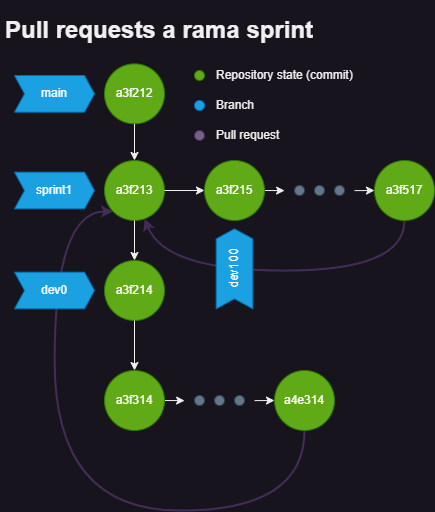 Pull requests a rama sprint
main
a3f212
Repository state (commit)
Branch
Pull request
sprint1
a3f213
a3f215
a3f517
dev100
dev0
a3f214
a3f314
a4e314